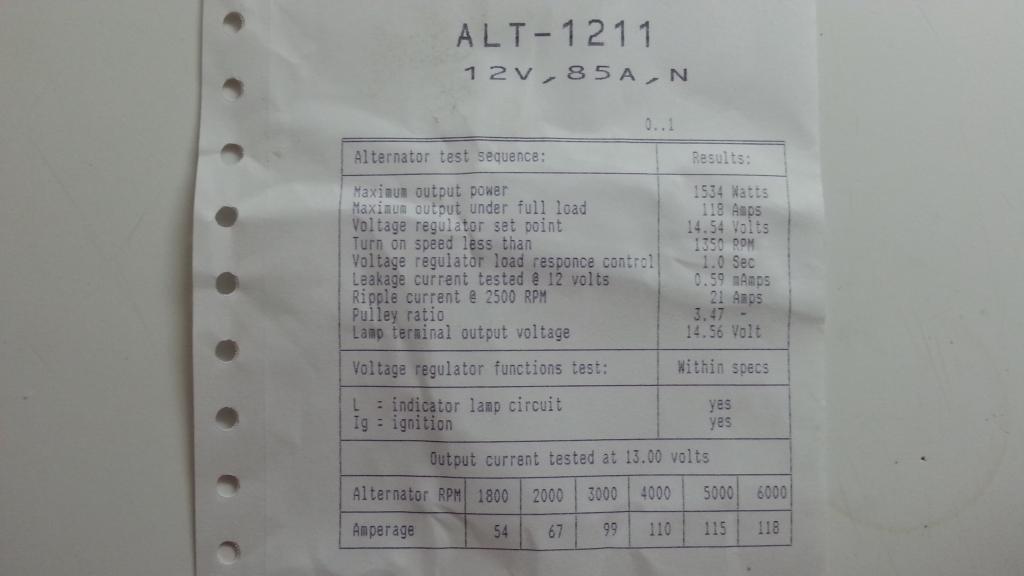 ALT-1211
12V,85A,N
0..1
Alternator test sequence: Results:
Maximum output power 1534 Watts
Maximum output under full load 118 Amps
Voltage regulator set point 14.54 Volts
Turn on speed less than 1350 RPM
Voltage regulator load responce control 1.0 Sec
Leakage current tested @ 12 volts 0.59 mAmps
Ripple current @ 2500 RPM 21 Amps
Pulley ratio 3.47 -
Lamp terminal output voltage 14.56 Volt
Voltage regulator functions test: Within specs
L = indicator lamp circuit yes
Ig = ignition yes
Output current tested at 13.00 volts
Alternator RPM 1800 2000 3000 4000 5000 6000
Amperage 54 67 99 110 115 118